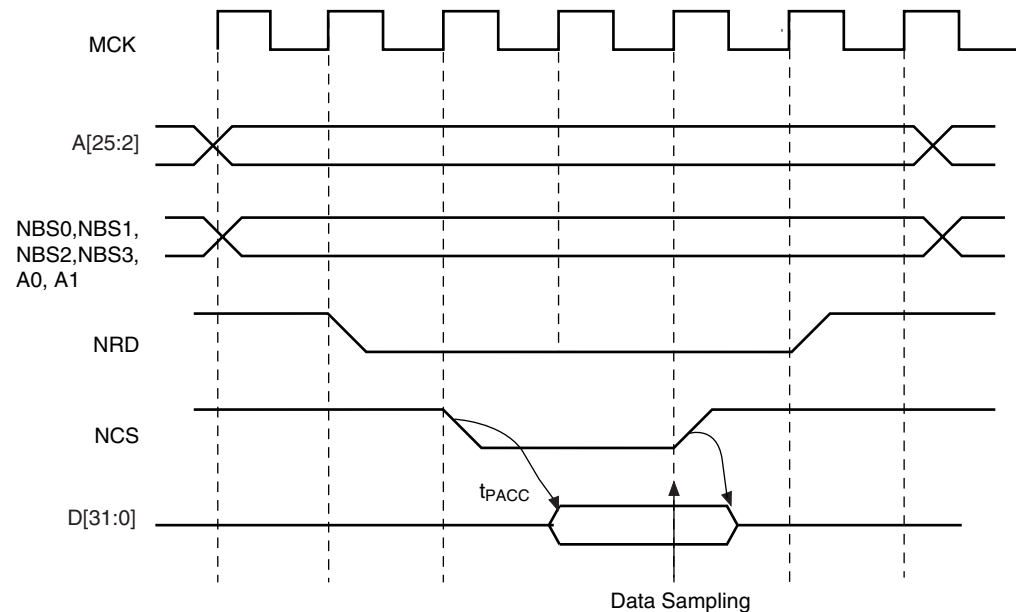 MCK
A[25:2]
NBS0,NBS1,
NBS2,NBS3,
A0, A1
NRD
NCS
tPACC
D[31:0]
Data Sampling